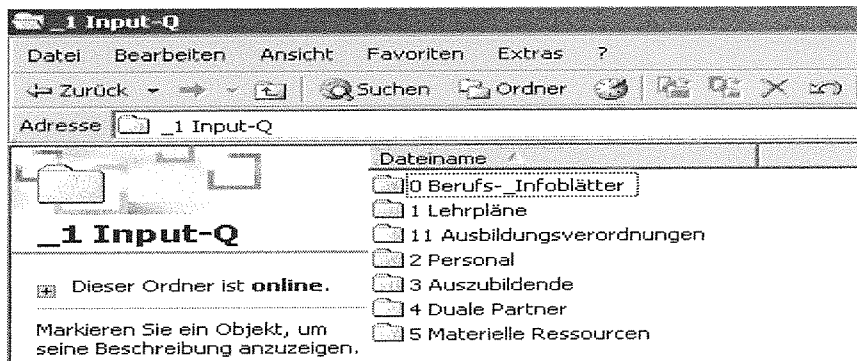 _1 Input-Q
Datei Bearbeiten Ansicht Favoriten Extras ?
Zurück Suchen Ordner
Adresse _1 Input-Q
Dateiname
0 Berufs-_Infoblätter
1 Lehrpläne
11 Ausbildungsverordnungen
2 Personal
3 Auszubildende
4 Duale Partner
5 Materielle Ressourcen
_1 Input-Q
Dieser Ordner ist online.
Markieren Sie ein Objekt, um
seine Beschreibung anzuzeigen.